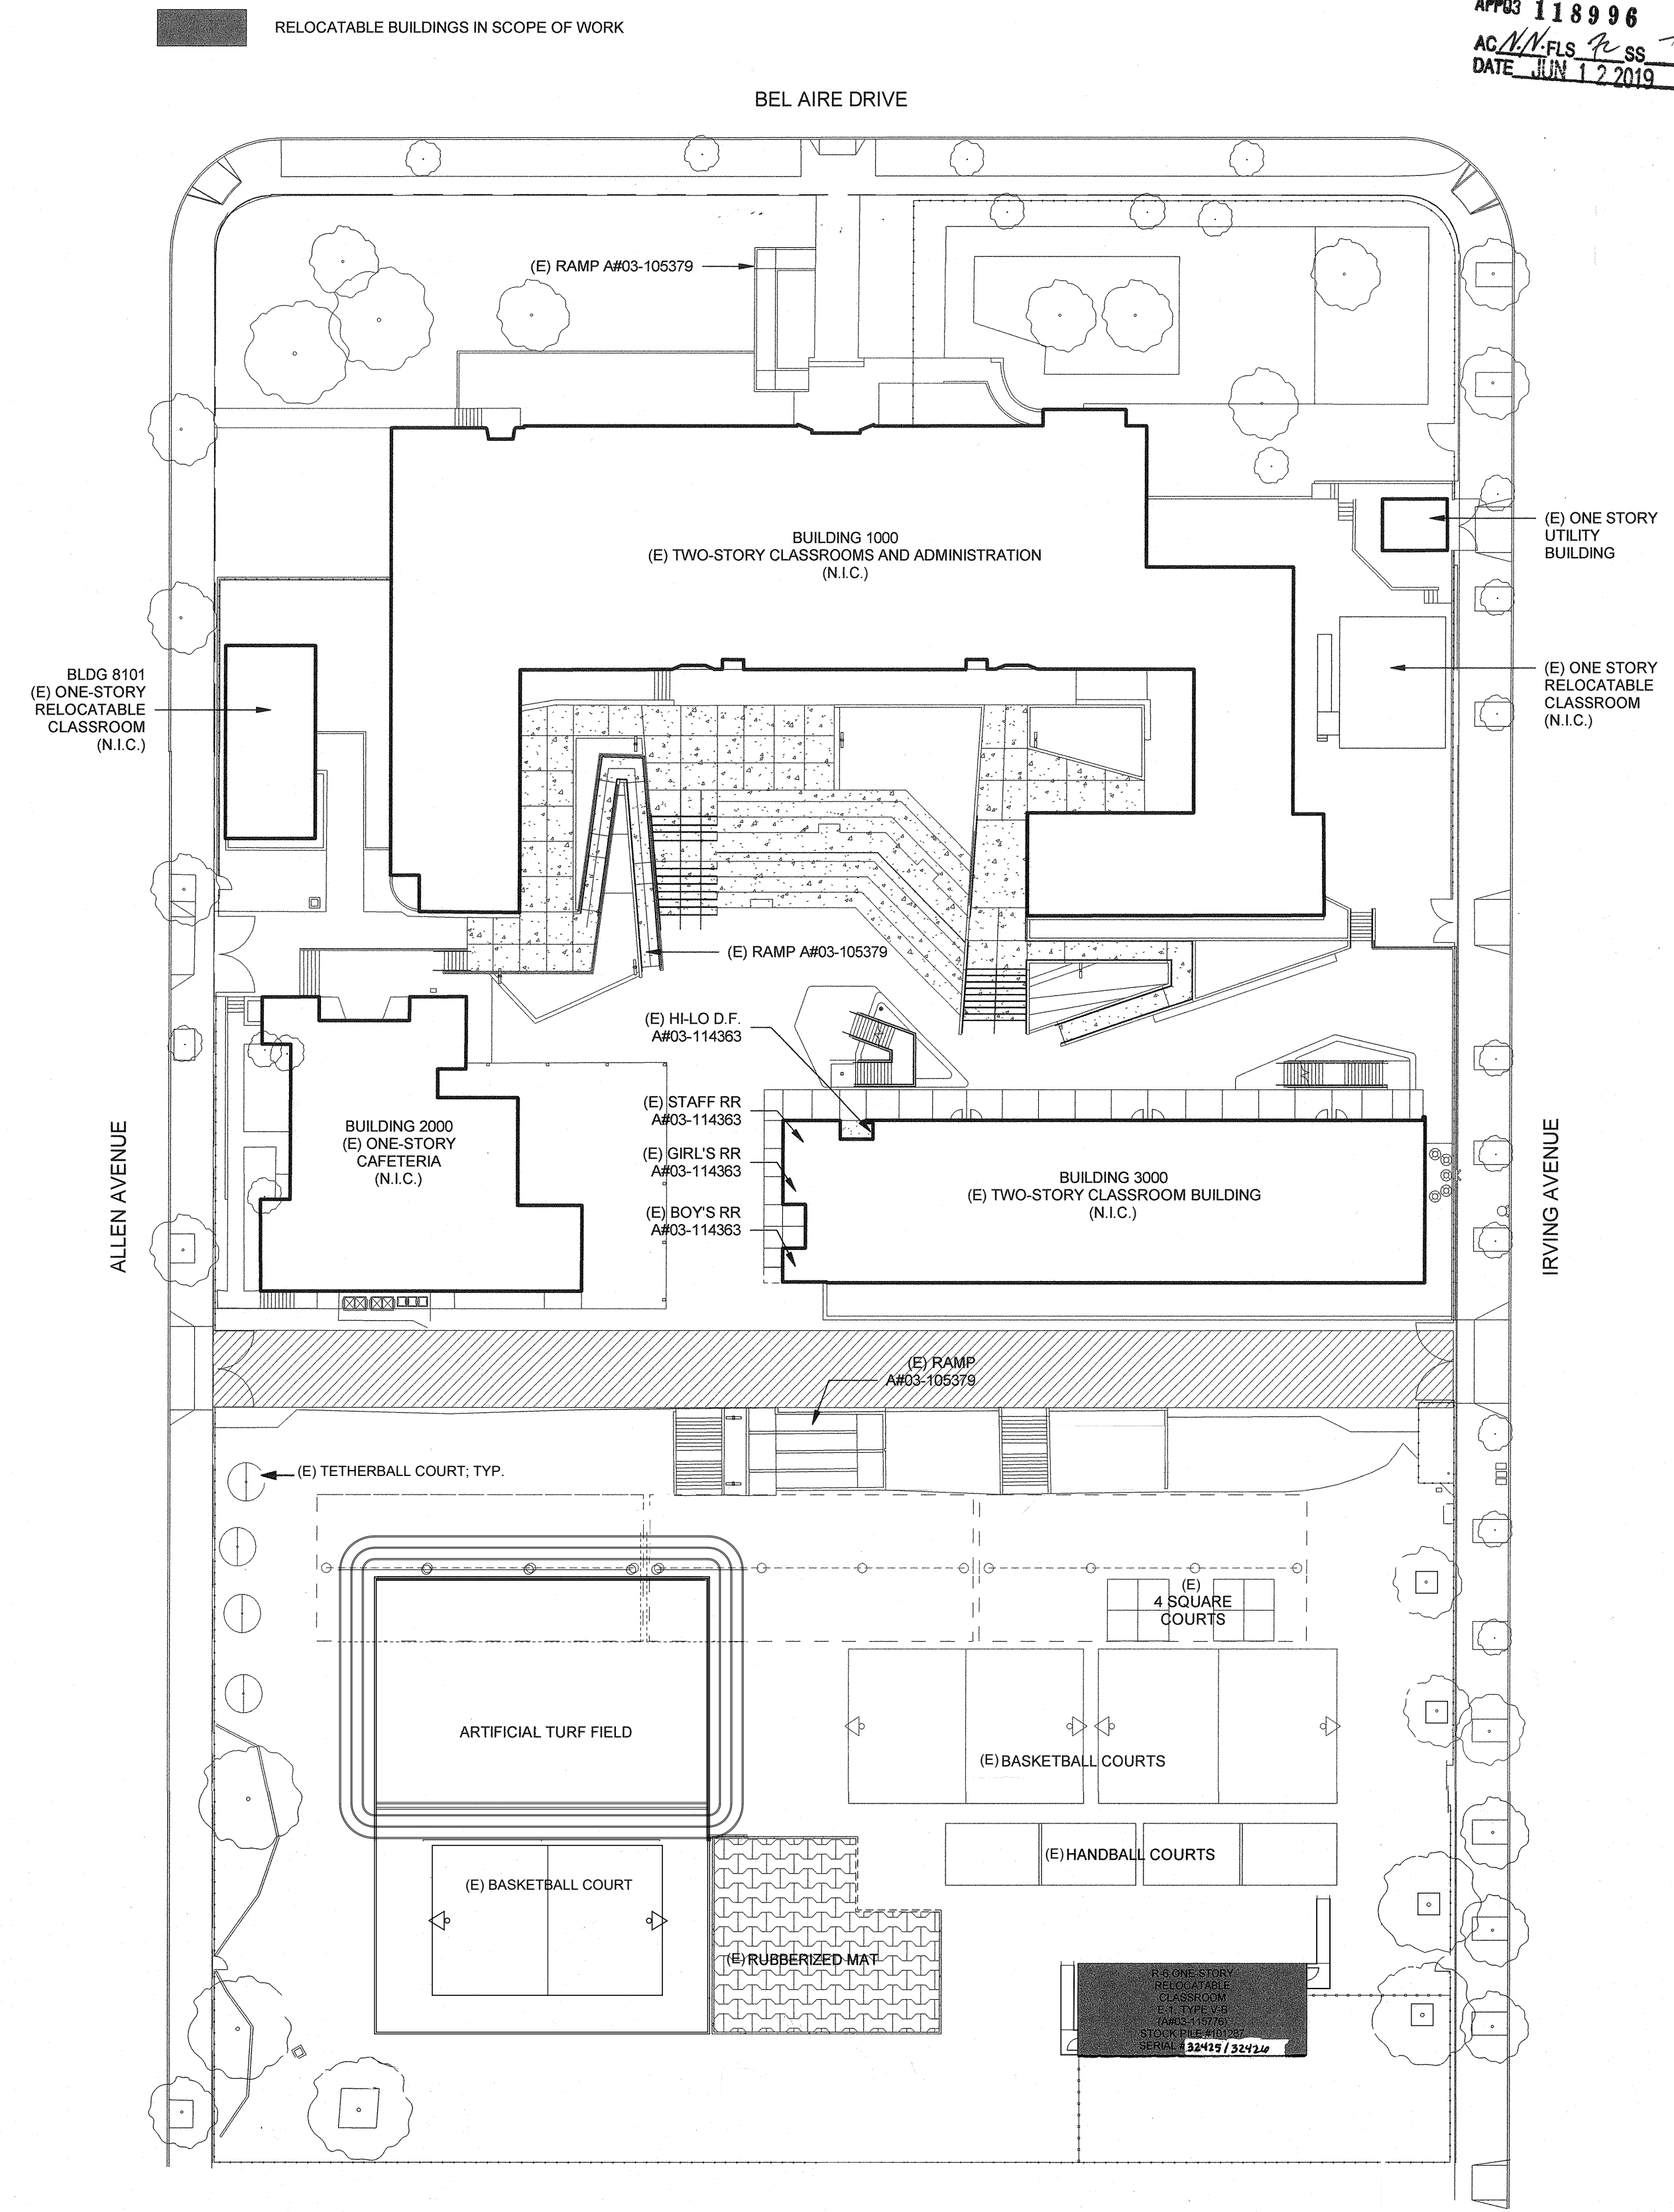 RELOCATABLE BUILDINGS IN SCOPE OF WORK
APP 03 118996
AC N.N. FLS SS
DATE JUN 12 2019
BEL AIRE DRIVE
(E) RAMP A#03-105379
BUILDING 1000
(E) TWO-STORY CLASSROOMS AND ADMINISTRATION
(N.I.C.)
(E) ONE STORY
UTILITY
BUILDING
BLDG 8101
(E) ONE-STORY
RELOCATABLE
CLASSROOM
(N.I.C.)
(E) ONE STORY
RELOCATABLE
CLASSROOM
(N.I.C.)
(E) RAMP A#03-105379
(E) HI-LO D.F.
A#03-114363
(E) STAFF RR
A#03-114363
(E) GIRL'S RR
A#03-114363
(E) BOY'S RR
A#03-114363
ALLEN AVENUE
BUILDING 2000
(E) ONE-STORY
CAFETERIA
(N.I.C.)
BUILDING 3000
(E) TWO-STORY CLASSROOM BUILDING
(N.I.C.)
IRVING AVENUE
(E) RAMP
A#03-105379
(E) TETHERBALL COURT; TYP.
(E)
4 SQUARE
COURTS
ARTIFICIAL TURF FIELD
(E) BASKETBALL COURTS
(E) HANDBALL COURTS
(E) BASKETBALL COURT
(E) RUBBERIZED MAT
R-6 ONE-STORY
RELOCATABLE
CLASSROOM
E-1, TYPE V-B
(A#03-115776)
STOCK PILE #101287
SERIAL # 32425/32426